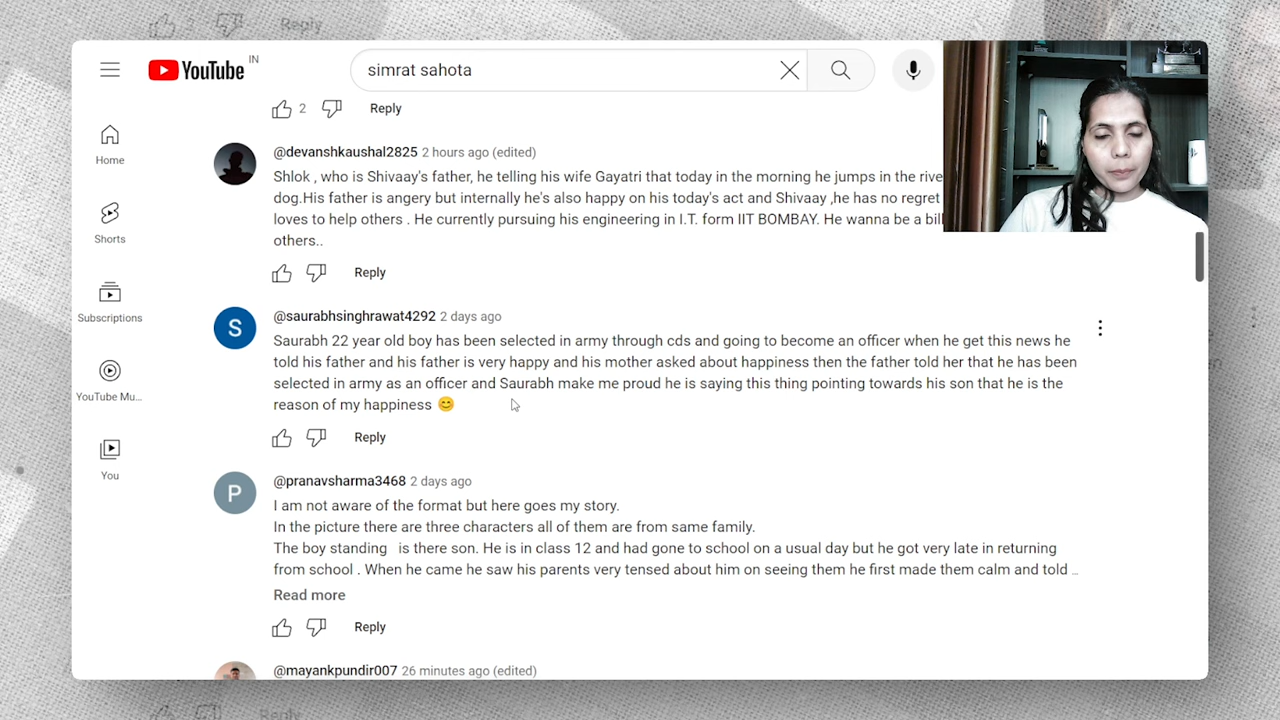 Reply
YouTube IN
simrat sahota
2 Reply
@devanshkaushal2825 2 hours ago (edited)
Shlok , who is Shivaay's father, he telling his wife Gayatri that today in the morning he jumps in the
dog.His father is angery but internally he's also happy on his today's act and Shivaay ,he has no regret
loves to help others . He currently pursuing his engineering in I.T. form IIT BOMBAY. He wanna be a
others..
Reply
@saurabhsinghrawat4292 2 days ago
Saurabh 22 year old boy has been selected in army through cds and going to become an officer when he get this news he
told his father and his father is very happy and his mother asked about happiness then the father told her that he has been
selected in army as an officer and Saurabh make me proud he is saying this thing pointing towards his son that he is the
reason of my happiness 😊
Reply
@pranavsharma3468 2 days ago
I am not aware of the format but here goes my story.
In the picture there are three characters all of them are from same family.
The boy standing is there son. He is in class 12 and had gone to school on a usual day but he got very late in returning
from school . When he came he saw his parents very tensed about him on seeing them he first made them calm and told ...
Read more
Reply
@mayankpundir007 26 minutes ago (edited)
Home
Shorts
Subscriptions
YouTube Mu...
You
S
P